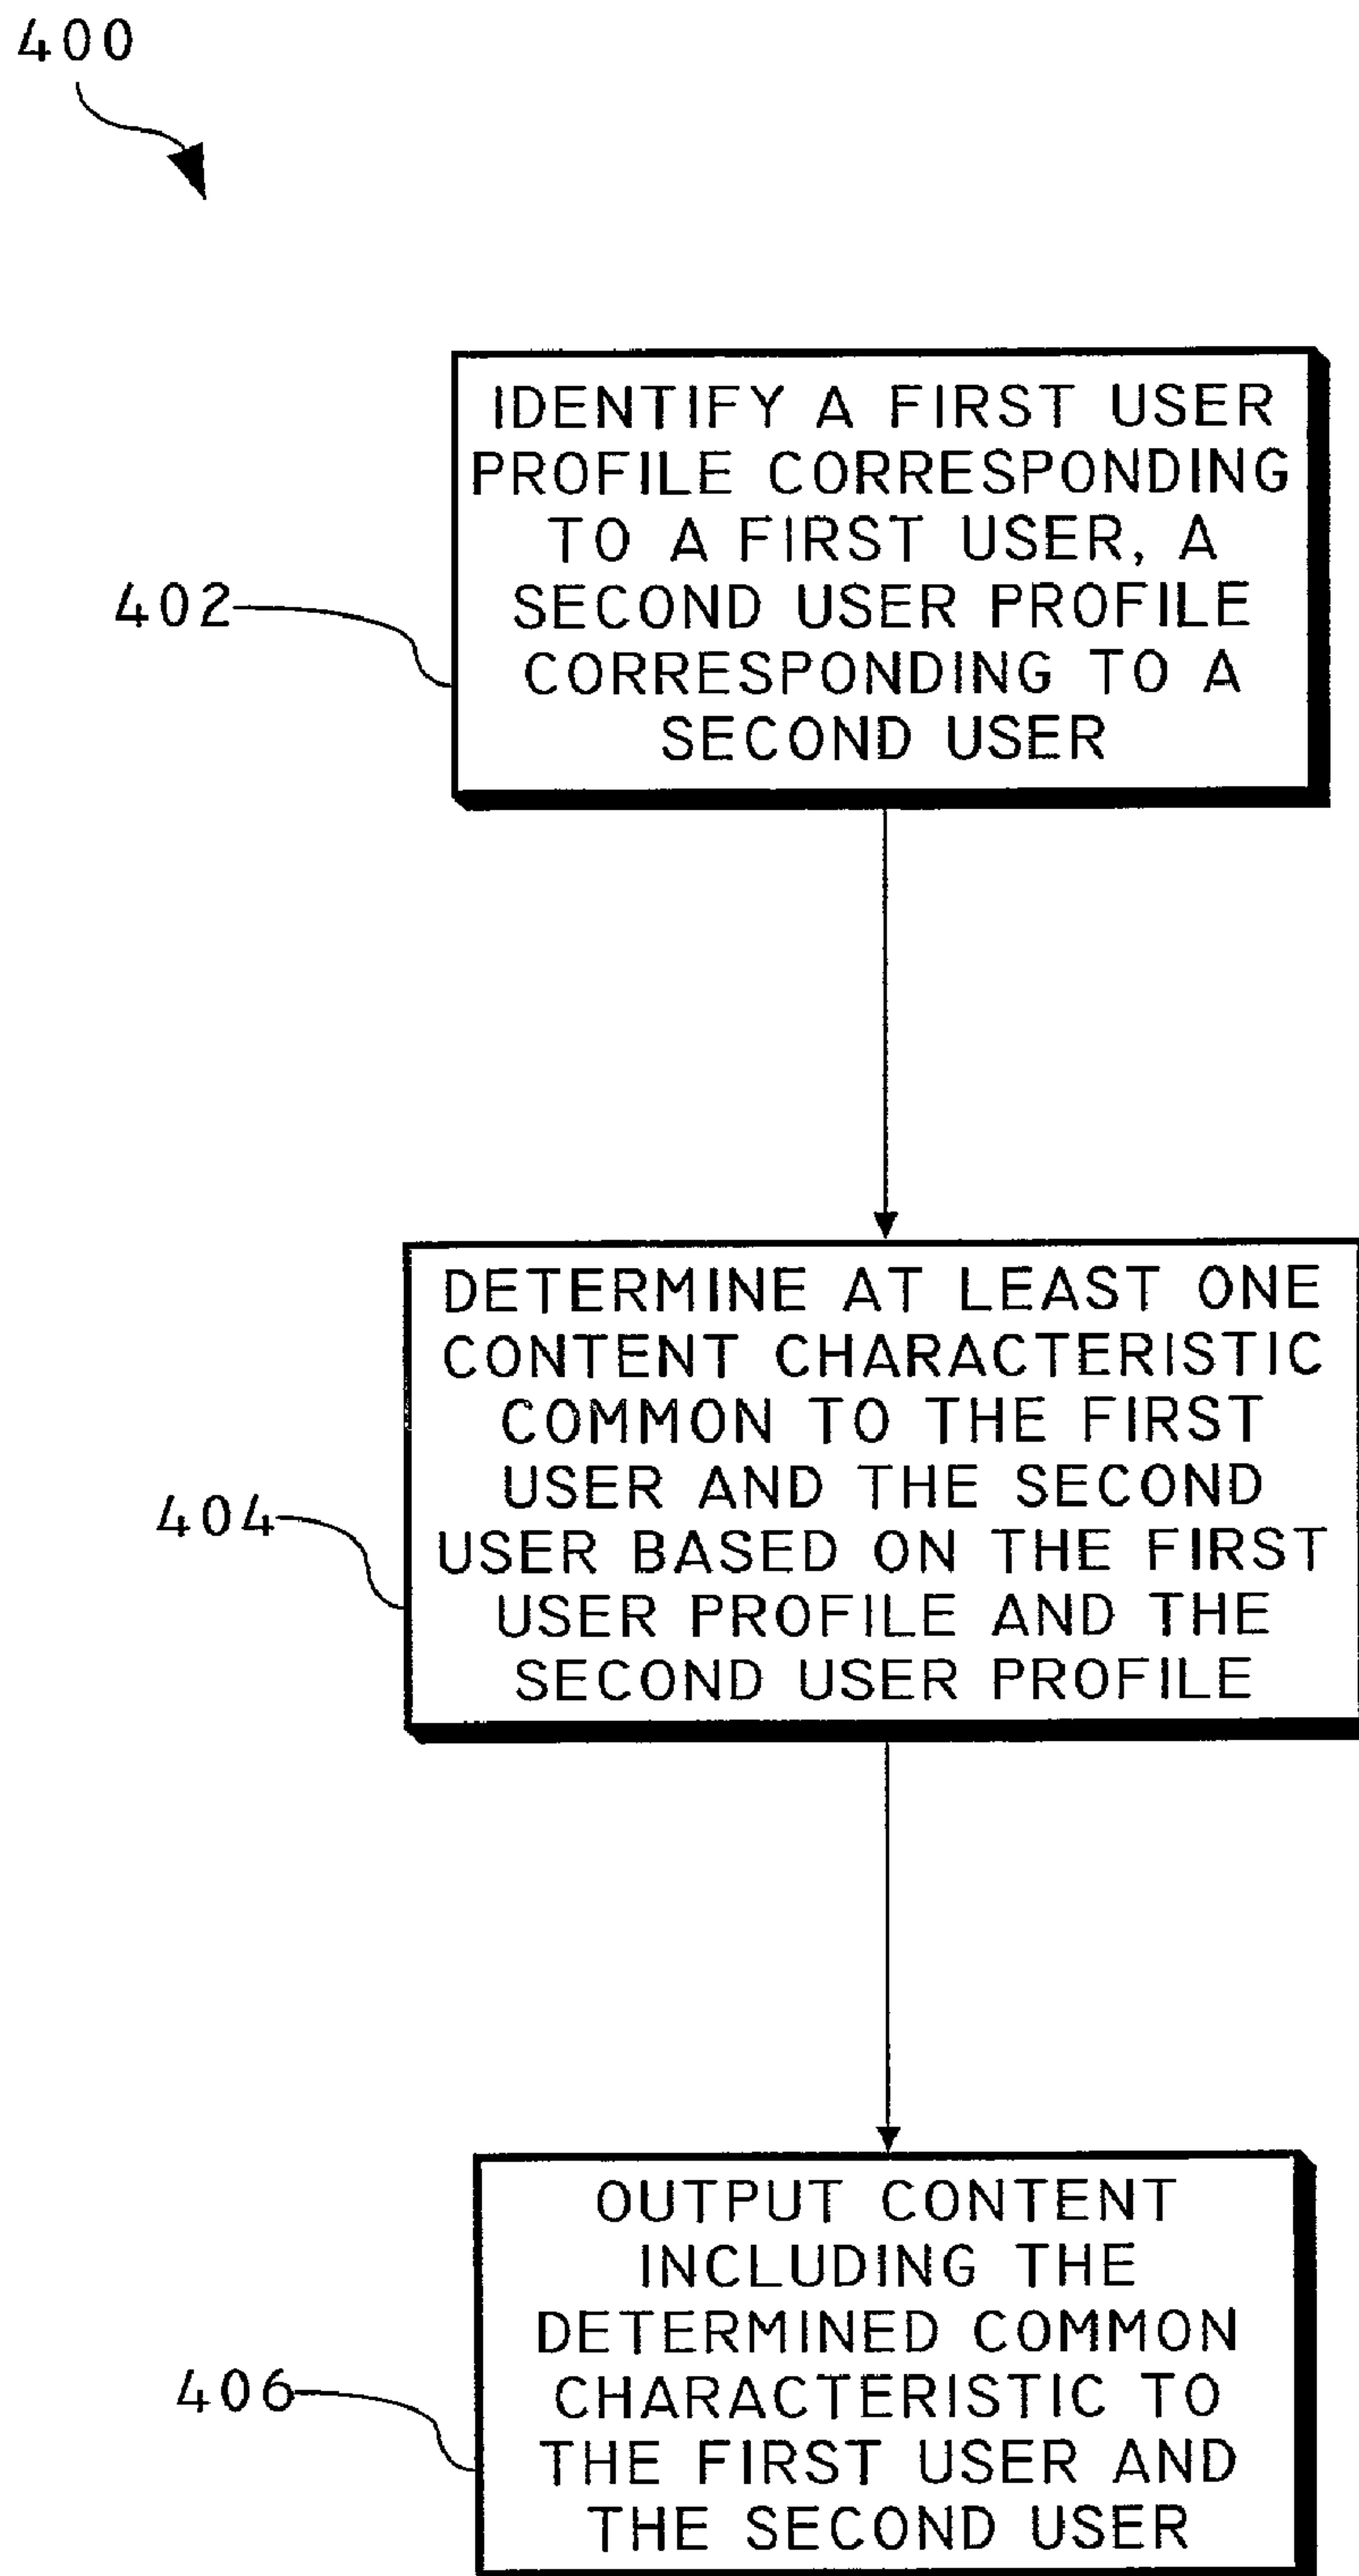 400
IDENTIFY A FIRST USER
PROFILE CORRESPONDING
TO A FIRST USER, A
SECOND USER PROFILE
CORRESPONDING TO A
SECOND USER
402
DETERMINE AT LEAST ONE
CONTENT CHARACTERISTIC
COMMON TO THE FIRST
USER AND THE SECOND
USER BASED ON THE FIRST
USER PROFILE AND THE
SECOND USER PROFILE
404
OUTPUT CONTENT
INCLUDING THE
DETERMINED COMMON
CHARACTERISTIC TO
THE FIRST USER AND
THE SECOND USER
406